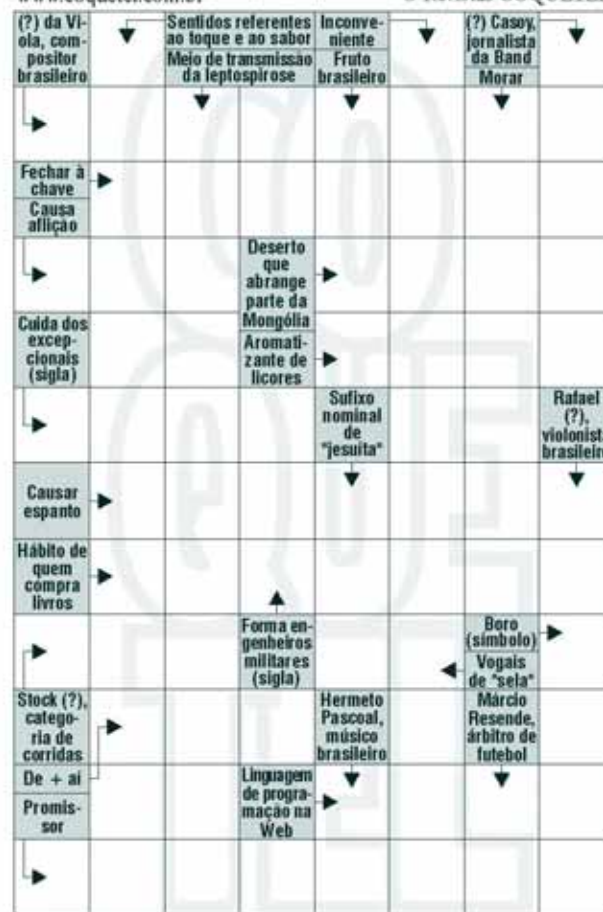 (?) da Vi-
ola, com-
positor
brasileiro
Sentidos referentes
ao toque e ao sabor
Meio de transmissão
da leptospirose
Inconve-
niente
Fruto
brasileiro
(?) Casoy,
jornalista
da Band
Morar
Fechar à
chave
Causa
aflição
Deserto
que
abrange
parte da
Mongólia
Aromati-
zante de
licores
Cuida dos
excep-
cionais
(sigla)
Sufixo
nominal
de
"jesuíta"
Rafael
(?),
violonist
brasileir
Causar
espanto
Hábito de
quem
compra
livros
Forma en-
genheiros
militares
(sigla)
Boro
(símbolo)
Vogais
de "sela"
Stock (?),
catego-
ria de
corridas
De + aí
Promis-
sor
Hermeto
Pascoal,
músico
brasileiro
Márcio
Resende,
árbitro de
futebol
Linguagem
de progra-
mação na
Web